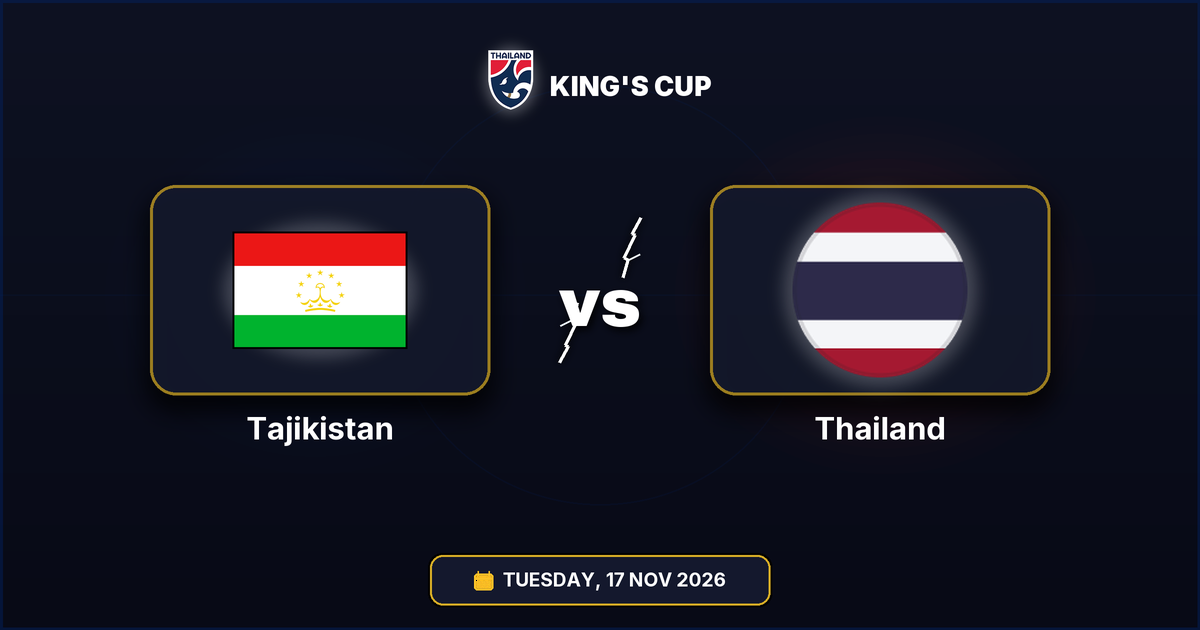 THAILAND
KING'S CUP
VS
Tajikistan
Thailand
TUESDAY, 17 NOV 2026